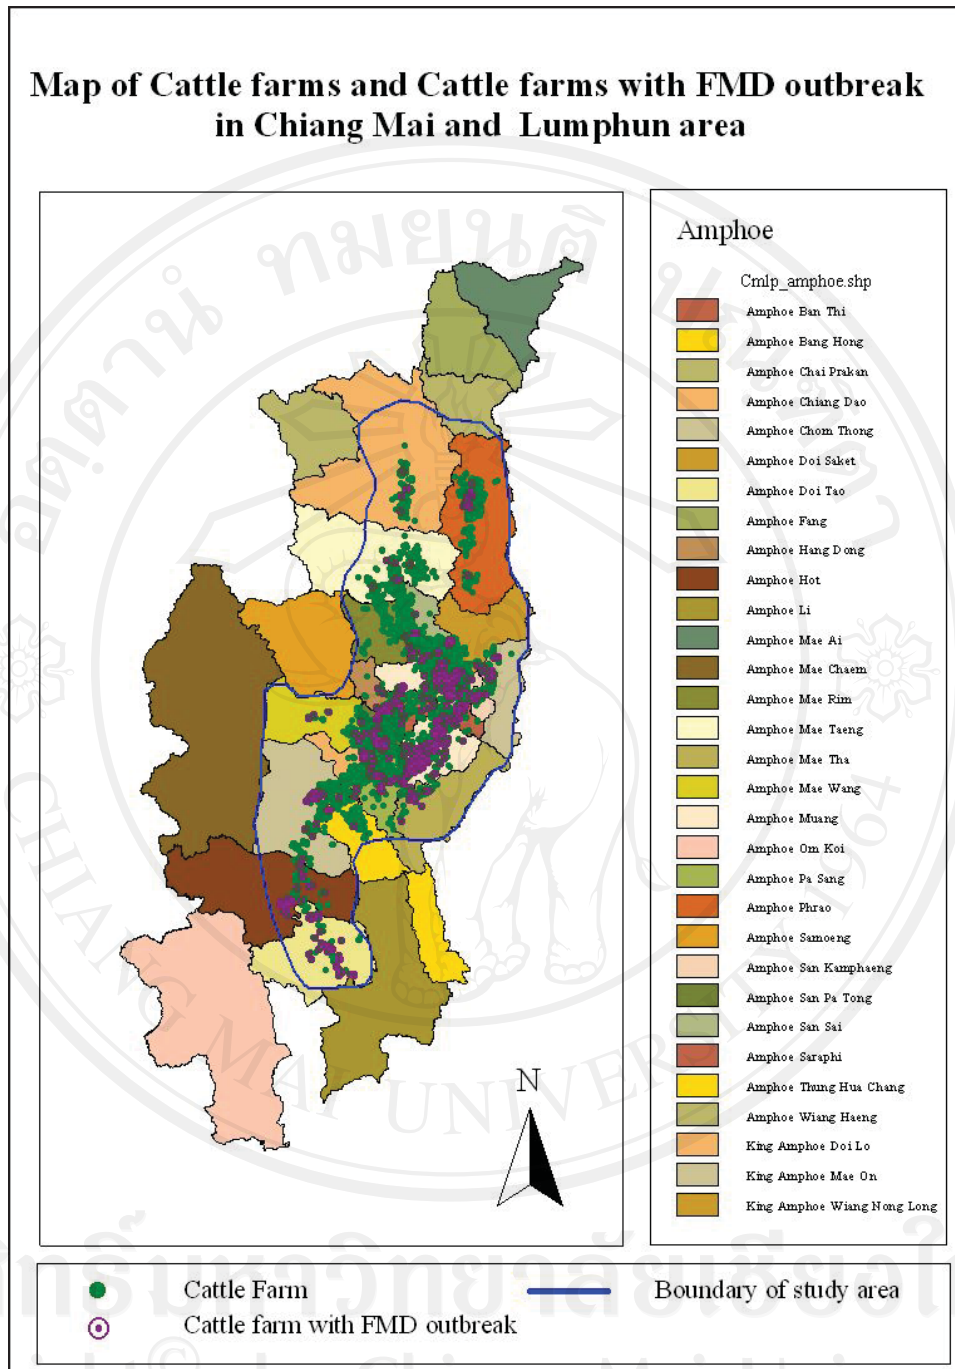 Map of Cattle farms and Cattle farms with FMD outbreak
in Chiang Mai and Lumphun area
Amphoe
Cmlp_amphoe.shp
Amphoe Ban Thi
Amphoe Bang Hong
Amphoe Chai Prakan
Amphoe Chiang Dao
Amphoe Chom Thong
Amphoe Doi Saket
Amphoe Doi Tao
Amphoe Fang
Amphoe Hang Dong
Amphoe Hot
Amphoe Li
Amphoe Mae Ai
Amphoe Mae Chaem
Amphoe Mae Rim
Amphoe Mae Taeng
Amphoe Mae Tha
Amphoe Mae Wang
Amphoe Muang
Amphoe Om Koi
Amphoe Pa Sang
Amphoe Phrao
Amphoe Samoeng
Amphoe San Kamphaeng
Amphoe San Pa Tong
Amphoe San Sai
Amphoe Saraphi
Amphoe Thung Hua Chang
Amphoe Wiang Haeng
King Amphoe Doi Lo
King Amphoe Mae On
King Amphoe Wiang Nong Long
N
Cattle Farm
Boundary of study area
Cattle farm with FMD outbreak
CHIANG MAI UNIVERSITY 1964